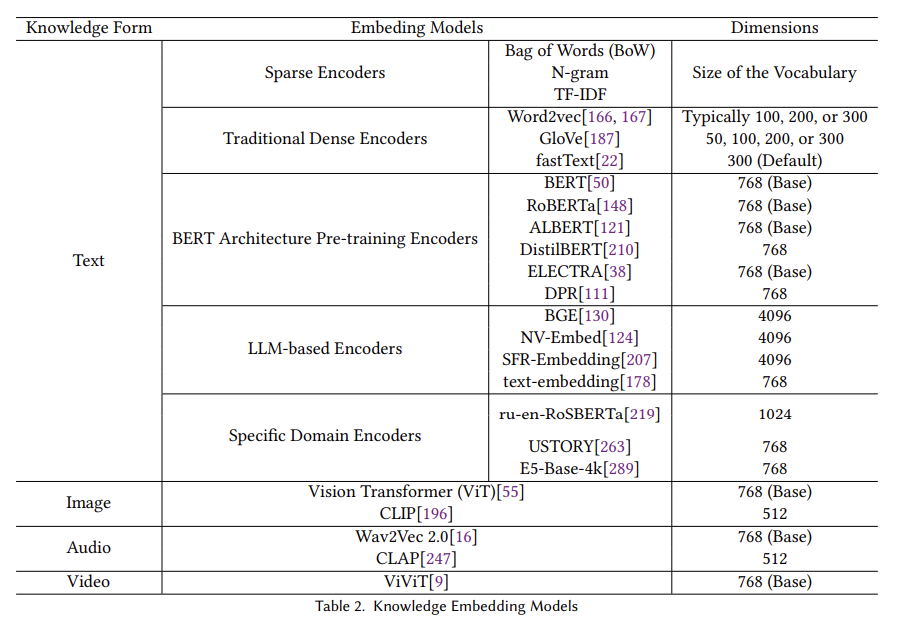 Knowledge Form Embeding Models Dimensions
Text
Sparse Encoders
Bag of Words (BoW)
N-gram
TF-IDF
Size of the Vocabulary
Traditional Dense Encoders
Word2vec[166, 167] Typically 100, 200, or 300
GloVe[187] 50, 100, 200, or 300
fastText[22] 300 (Default)
BERT Architecture Pre-training Encoders
BERT[50] 768 (Base)
RoBERTa[148] 768 (Base)
ALBERT[121] 768 (Base)
DistilBERT[210] 768
ELECTRA[38] 768 (Base)
DPR[111] 768
LLM-based Encoders
BGE[130] 4096
NV-Embed[124] 4096
SFR-Embedding[207] 4096
text-embedding[178] 768
Specific Domain Encoders
ru-en-RoSBERTa[219] 1024
USTORY[263] 768
E5-Base-4k[289] 768
Image
Vision Transformer (ViT)[55] 768 (Base)
CLIP[196] 512
Audio
Wav2Vec 2.0[16] 768 (Base)
CLAP[247] 512
Video ViViT[9] 768 (Base)
Table 2. Knowledge Embedding Models